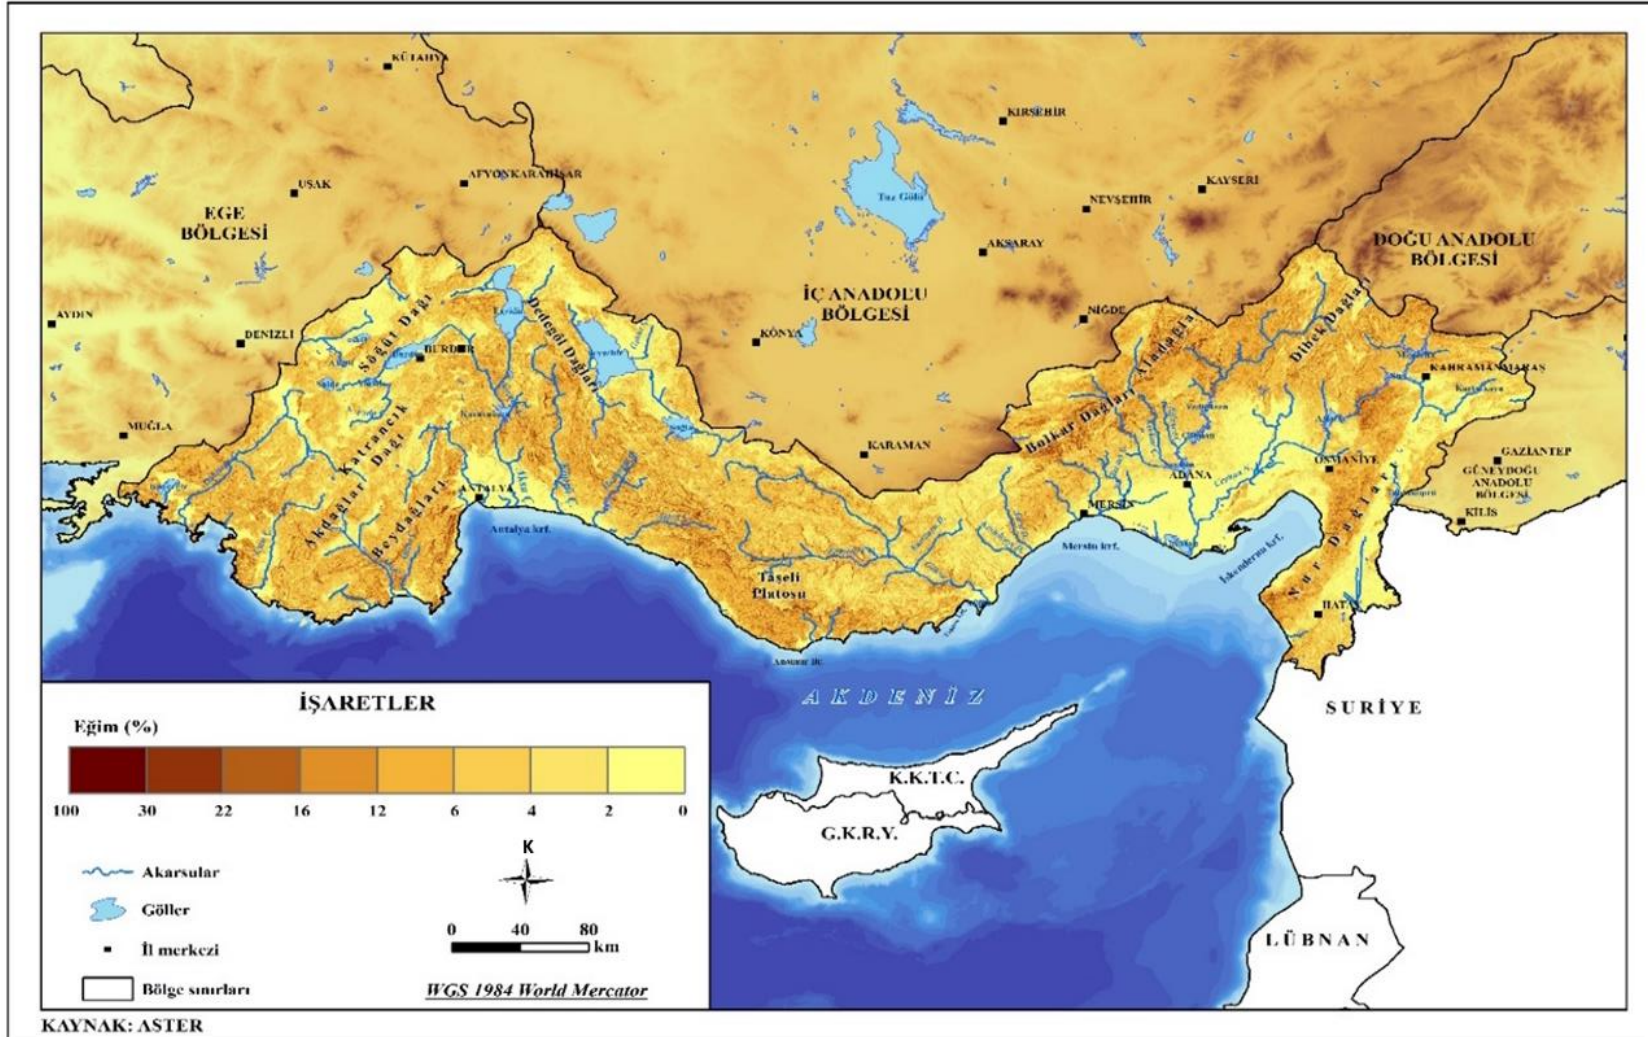 KÜTAHYA
KIRŞEHİR
UŞAK
AFYONKARAHİSAR
KAYSERİ
NEVŞEHİR
Tuz Gölü
EGE
BÖLGESİ
AKSARAY
DOĞU ANADOLU
BÖLGESİ
İÇ ANADOLU
BÖLGESİ
AYDIN
DENİZLİ
KONYA
NİĞDE
Söğüt Dağı
Dedegöl Dağları
BURDUR
Aladağlar
Dibek Dağları
KAHRAMANMARAŞ
MUĞLA
Katrancık
Dağı
KARAMAN
Bolkar Dağları
GAZİANTEP
GÜNEYDOĞU
ANADOLU
BÖLGESİ
OSMANİYE
ADANA
ANTALYA
Aksu Ç.
Akdağlar
Beydağları
MERSİN
KİLİS
Antalya krf.
Mersin krf.
İskenderun krf.
Nur Dağları
Taşeli
Platosu
HATAY
AKDENİZ
SURİYE
K.K.T.C.
G.K.R.Y.
LÜBNAN
İŞARETLER
Eğim (%)
100 30 22 16 12 6 4 2 0
Akarsular
Göller
İl merkezi
Bölge sınırları
K
0 40 80
km
WGS 1984 World Mercator
KAYNAK: ASTER